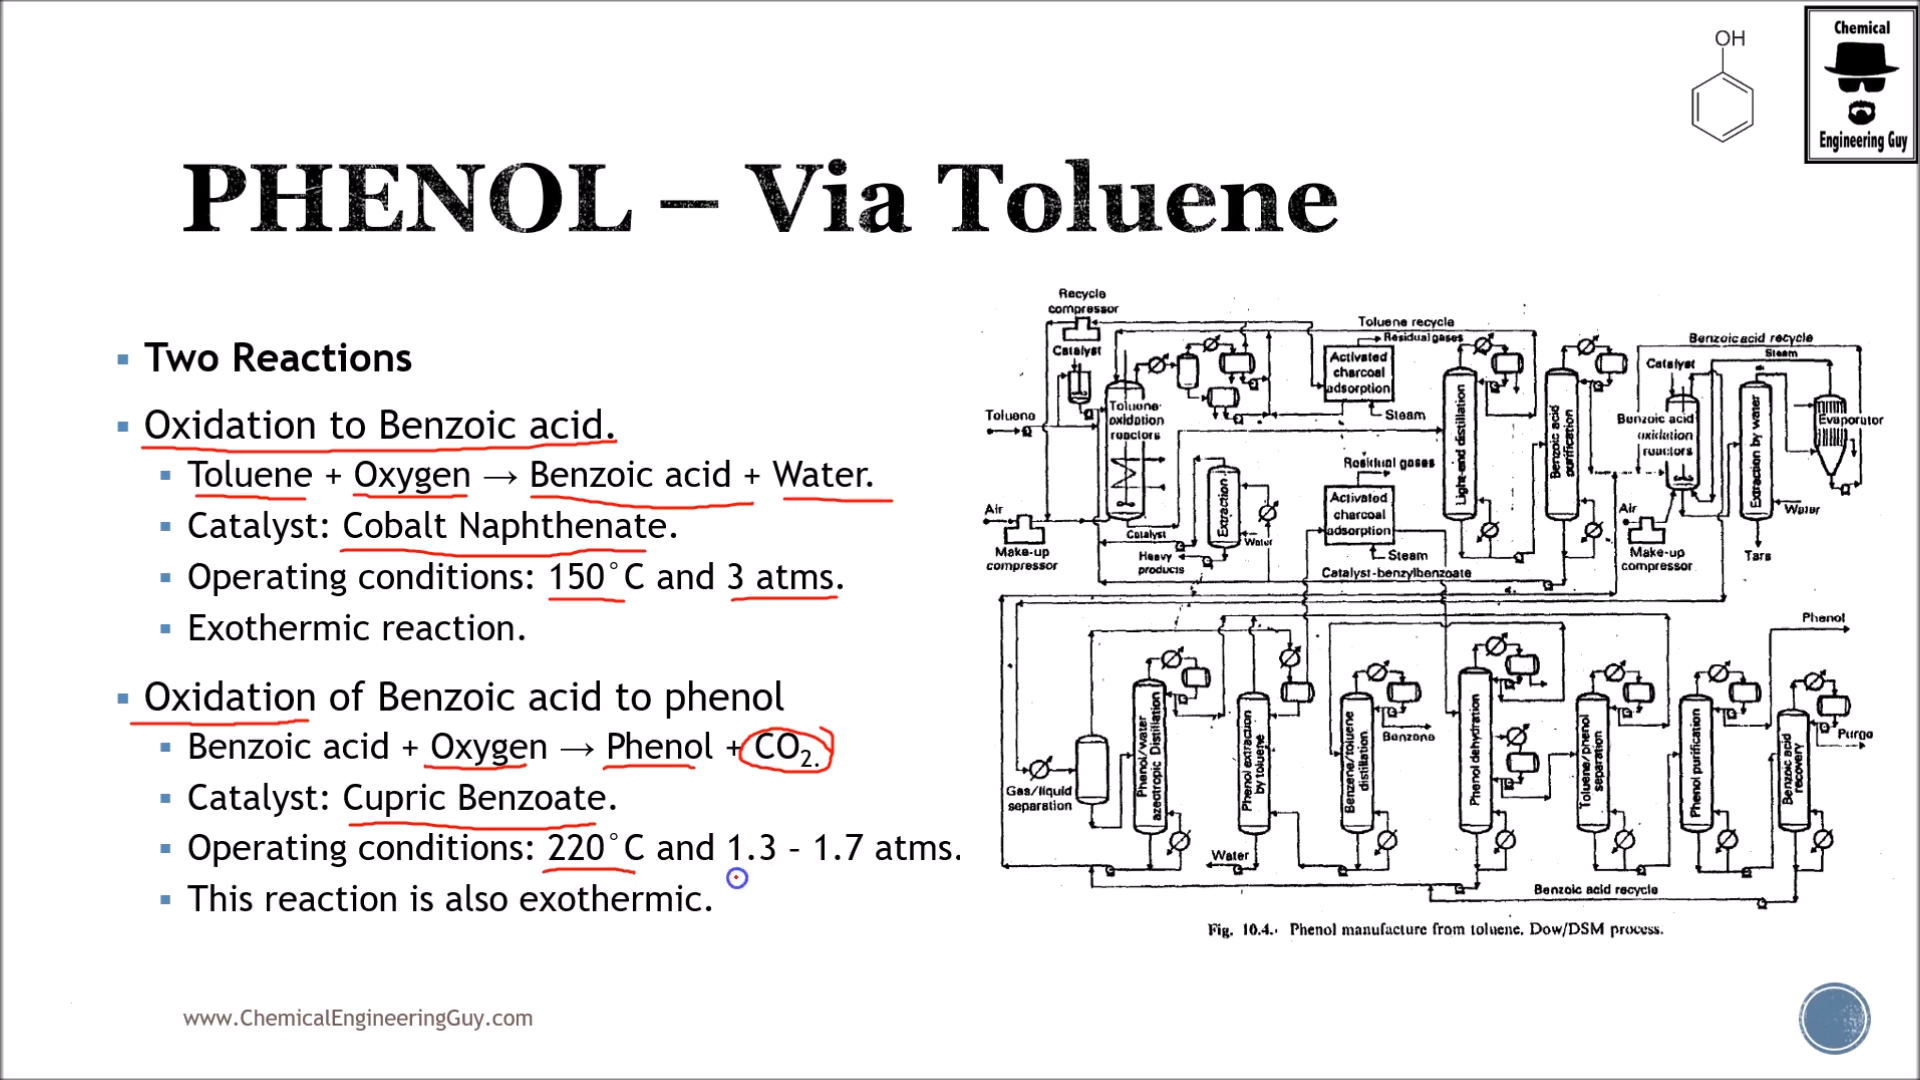 OH
Chemical
Engineering Guy
PHENOL – Via Toluene
Two Reactions
Oxidation to Benzoic acid.
Toluene + Oxygen → Benzoic acid + Water.
Catalyst: Cobalt Naphthenate.
Operating conditions: 150°C and 3 atms.
Exothermic reaction.
Oxidation of Benzoic acid to phenol
Benzoic acid + Oxygen → Phenol + CO₂.
Catalyst: Cupric Benzoate.
Operating conditions: 220°C and 1.3 – 1.7 atms.
This reaction is also exothermic.
Recycle
compressor
Catalyst
Toluene
Toluene
oxidation
reactors
Air
Make-up
compressor
Catalyst
Heavy
products
Extraction
Water
Toluene recycle
Residual gases
Activated
charcoal
adsorption
Steam
Residual gases
Activated
charcoal
adsorption
Steam
Catalyst-benzylbenzoate
Light-end distillation
Benzoic acid
purification
Benzoic acid recycle
Steam
Catalyst
Benzoic acid
oxidation
reactors
Air
Make-up
compressor
Extraction by water
Evaporator
Water
Tars
Gas/liquid
separation
Phenol/water
azeotropic Distillation
Phenol extraction
by toluene
Water
Benzene/toluene
distillation
Benzene
Phenol dehydration
Toluene/phenol
separation
Phenol purification
Phenol
Benzoic acid
recovery
Purge
Benzoic acid recycle
Fig. 10.4. Phenol manufacture from toluene. Dow/DSM process.
www.ChemicalEngineeringGuy.com